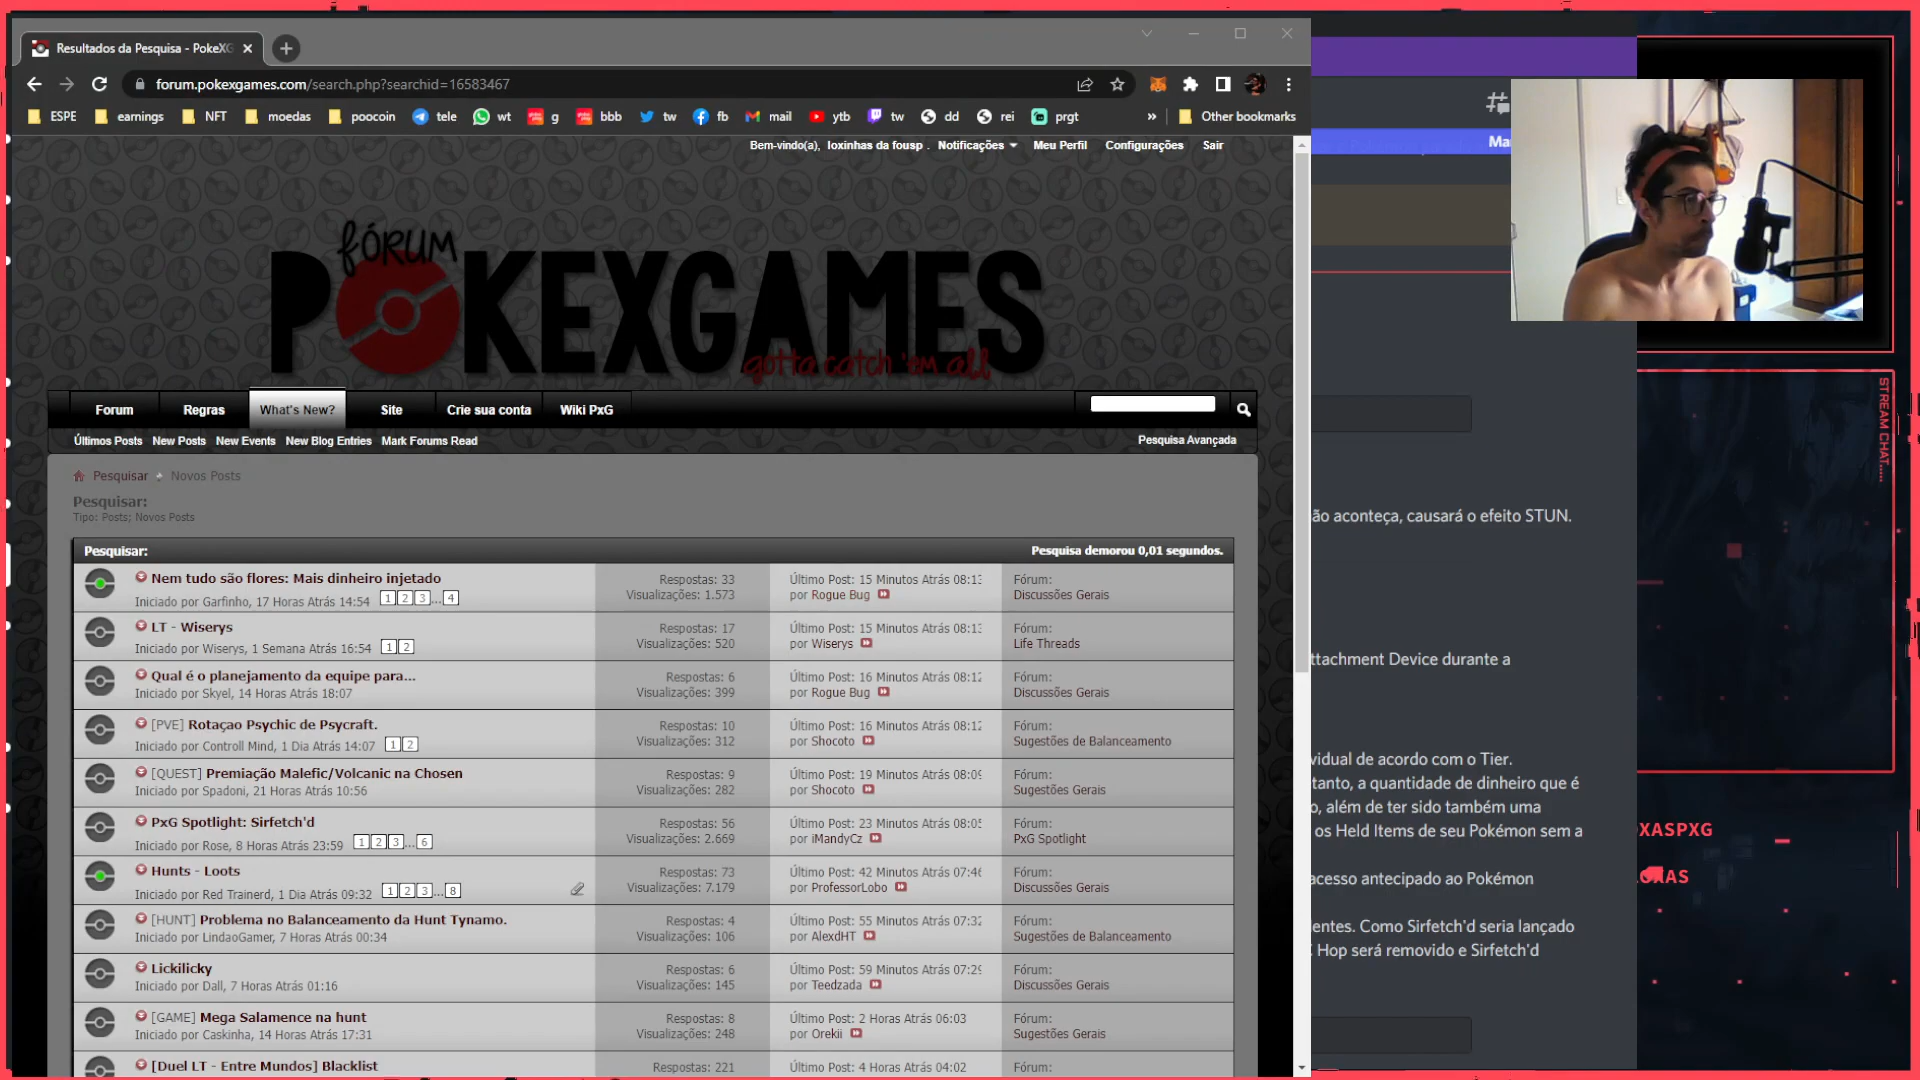 Resultados da Pesquisa - PokeXG
forum.pokexgames.com/search.php?searchid=16583467
ESPE earnings NFT moedas poocoin tele wt g bbb tw fb mail ytb tw dd rei prgt » Other bookmarks
Bem-vindo(a), loxinhas da fousp . Notificações Meu Perfil Configurações Sair
fórum
POKEXGAMES
gotta catch 'em all
Forum Regras What's New? Site Crie sua conta Wiki PxG
Últimos Posts New Posts New Events New Blog Entries Mark Forums Read
Pesquisa Avançada
Pesquisar Novos Posts
Pesquisar:
Tipo: Posts; Novos Posts
Pesquisar: Pesquisa demorou 0,01 segundos.
Nem tudo são flores: Mais dinheiro injetado
Iniciado por Garfinho, 17 Horas Atrás 14:54 1 2 3 ... 4
Respostas: 33
Visualizações: 1.573
Último Post: 15 Minutos Atrás 08:13
por Rogue Bug
Fórum:
Discussões Gerais
LT - Wiserys
Iniciado por Wiserys, 1 Semana Atrás 16:54 1 2
Respostas: 17
Visualizações: 520
Último Post: 15 Minutos Atrás 08:13
por Wiserys
Fórum:
Life Threads
Qual é o planejamento da equipe para...
Iniciado por Skyel, 14 Horas Atrás 18:07
Respostas: 6
Visualizações: 399
Último Post: 16 Minutos Atrás 08:12
por Rogue Bug
Fórum:
Discussões Gerais
[PVE] Rotaçao Psychic de Psycraft.
Iniciado por Controll Mind, 1 Dia Atrás 14:07 1 2
Respostas: 10
Visualizações: 312
Último Post: 16 Minutos Atrás 08:12
por Shocoto
Fórum:
Sugestões de Balanceamento
[QUEST] Premiação Malefic/Volcanic na Chosen
Iniciado por Spadoni, 21 Horas Atrás 10:56
Respostas: 9
Visualizações: 282
Último Post: 19 Minutos Atrás 08:09
por Shocoto
Fórum:
Sugestões Gerais
PxG Spotlight: Sirfetch'd
Iniciado por Rose, 8 Horas Atrás 23:59 1 2 3 ... 6
Respostas: 56
Visualizações: 2.669
Último Post: 23 Minutos Atrás 08:05
por iMandyCz
Fórum:
PxG Spotlight
Hunts - Loots
Iniciado por Red Trainerd, 1 Dia Atrás 09:32 1 2 3 ... 8
Respostas: 73
Visualizações: 7.179
Último Post: 42 Minutos Atrás 07:46
por ProfessorLobo
Fórum:
Discussões Gerais
[HUNT] Problema no Balanceamento da Hunt Tynamo.
Iniciado por LindaoGamer, 7 Horas Atrás 00:34
Respostas: 4
Visualizações: 106
Último Post: 55 Minutos Atrás 07:32
por AlexdHT
Fórum:
Sugestões de Balanceamento
Lickilicky
Iniciado por Dall, 7 Horas Atrás 01:16
Respostas: 6
Visualizações: 145
Último Post: 59 Minutos Atrás 07:29
por Teedzada
Fórum:
Discussões Gerais
[GAME] Mega Salamence na hunt
Iniciado por Caskinha, 14 Horas Atrás 17:31
Respostas: 8
Visualizações: 248
Último Post: 2 Horas Atrás 06:03
por Orekii
Fórum:
Sugestões Gerais
[Duel LT - Entre Mundos] Blacklist
Respostas: 221
Último Post: 4 Horas Atrás 04:02
Fórum:
Mar
ão aconteça, causará o efeito STUN.
ttachment Device durante a
vidual de acordo com o Tier.
tanto, a quantidade de dinheiro que é
o, além de ter sido também uma
os Held Items de seu Pokémon sem a
acesso antecipado ao Pokémon
entes. Como Sirfetch'd seria lançado
Hop será removido e Sirfetch'd
STREAM CHAT.....
XASPXG